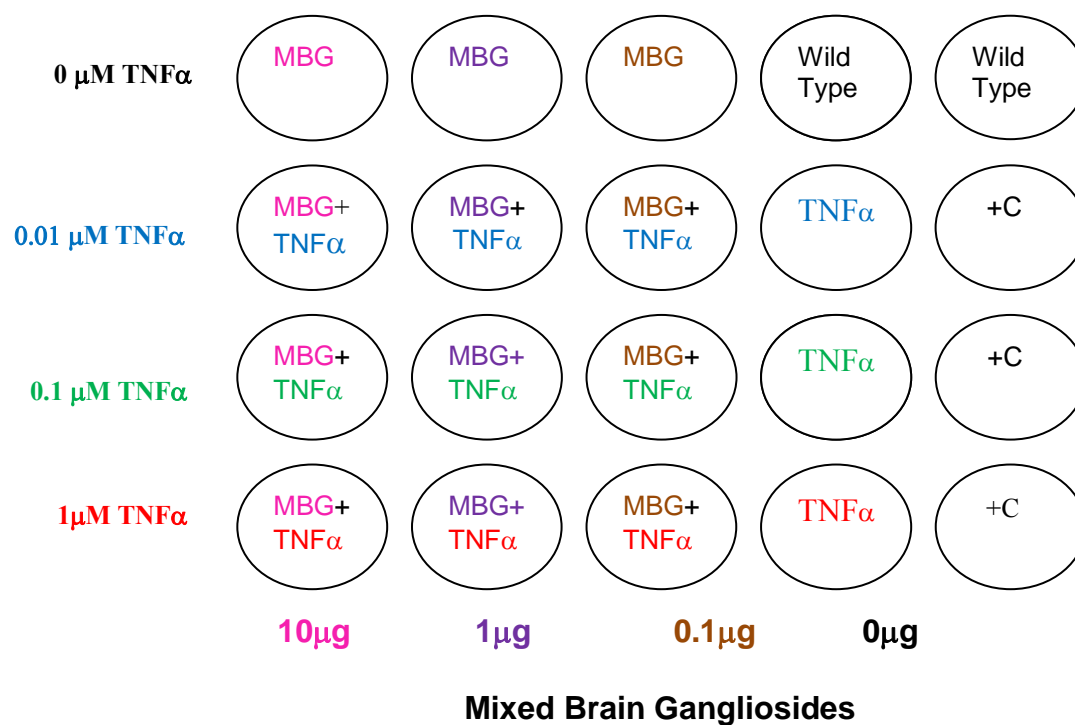 0 μM TNFα
MBG
MBG
MBG
Wild
Type
Wild
Type
0.01 μM TNFα
MBG+
TNFα
MBG+
TNFα
MBG+
TNFα
TNFα
+C
0.1 μM TNFα
MBG+
TNFα
MBG+
TNFα
MBG+
TNFα
TNFα
+C
1μM TNFα
MBG+
TNFα
MBG+
TNFα
MBG+
TNFα
TNFα
+C
10μg
1μg
0.1μg
0μg
Mixed Brain Gangliosides